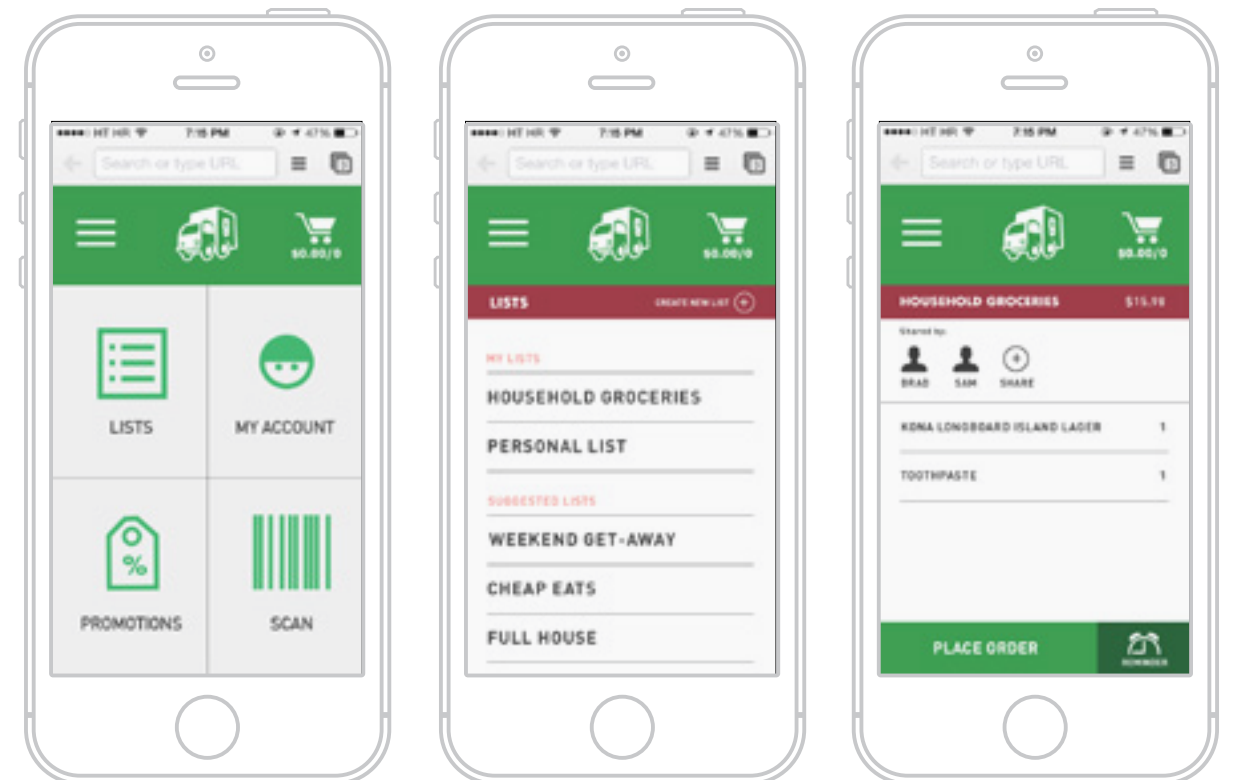 HT HR 7:15 PM 47%
Search or type URL
$0.00/0
LISTS
MY ACCOUNT
PROMOTIONS
%
SCAN
HT HR 7:15 PM 47%
Search or type URL
$0.00/0
LISTS CREATE NEW LIST +
MY LISTS
HOUSEHOLD GROCERIES
PERSONAL LIST
SUGGESTED LISTS
WEEKEND GET-AWAY
CHEAP EATS
FULL HOUSE
HT HR 7:15 PM 47%
Search or type URL
$0.00/0
HOUSEHOLD GROCERIES $15.98
Shared by:
BRAD SAM SHARE
KONA LONGBOARD ISLAND LAGER 1
TOOTHPASTE 1
PLACE ORDER
REMINDER